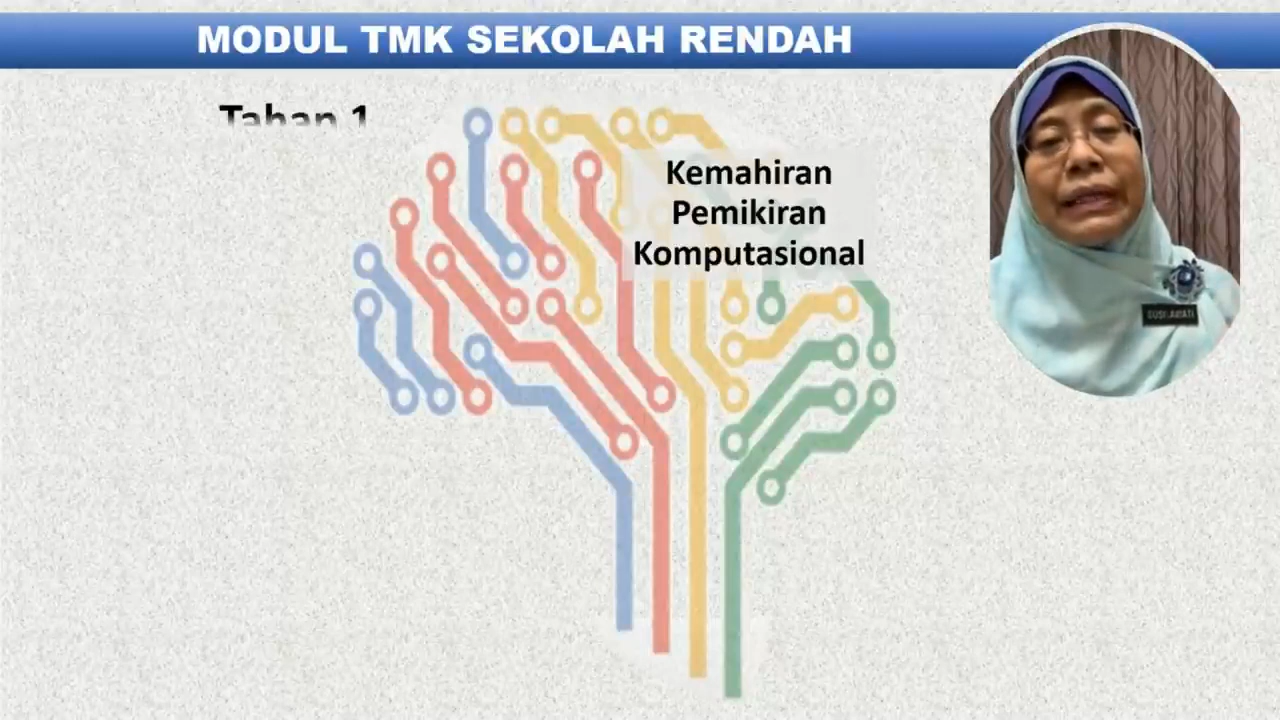 MODUL TMK SEKOLAH RENDAH
Tahap 1
Kemahiran
Pemikiran
Komputasional